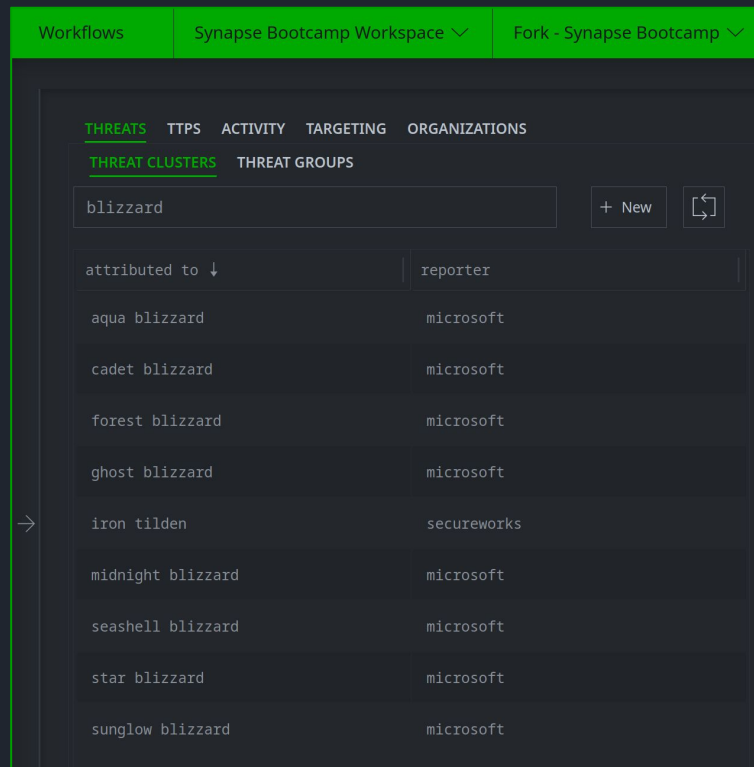 Workflows Synapse Bootcamp Workspace Fork - Synapse Bootcamp
THREATS TTPS ACTIVITY TARGETING ORGANIZATIONS
THREAT CLUSTERS THREAT GROUPS
blizzard + New
attributed to ↓ reporter
aqua blizzard microsoft
cadet blizzard microsoft
forest blizzard microsoft
ghost blizzard microsoft
iron tilden secureworks
midnight blizzard microsoft
seashell blizzard microsoft
star blizzard microsoft
sunglow blizzard microsoft